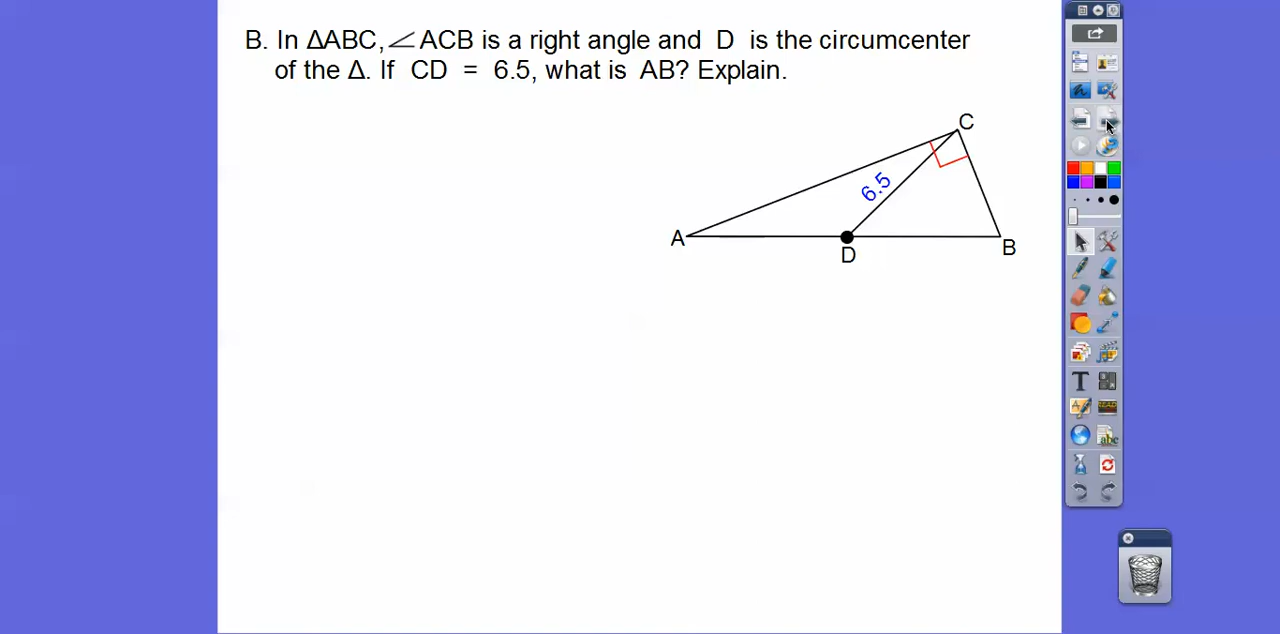 B. In ΔABC, ∠ACB is a right angle and D is the circumcenter
of the Δ. If CD = 6.5, what is AB? Explain.
C
6.5
A
D
B
T
abc